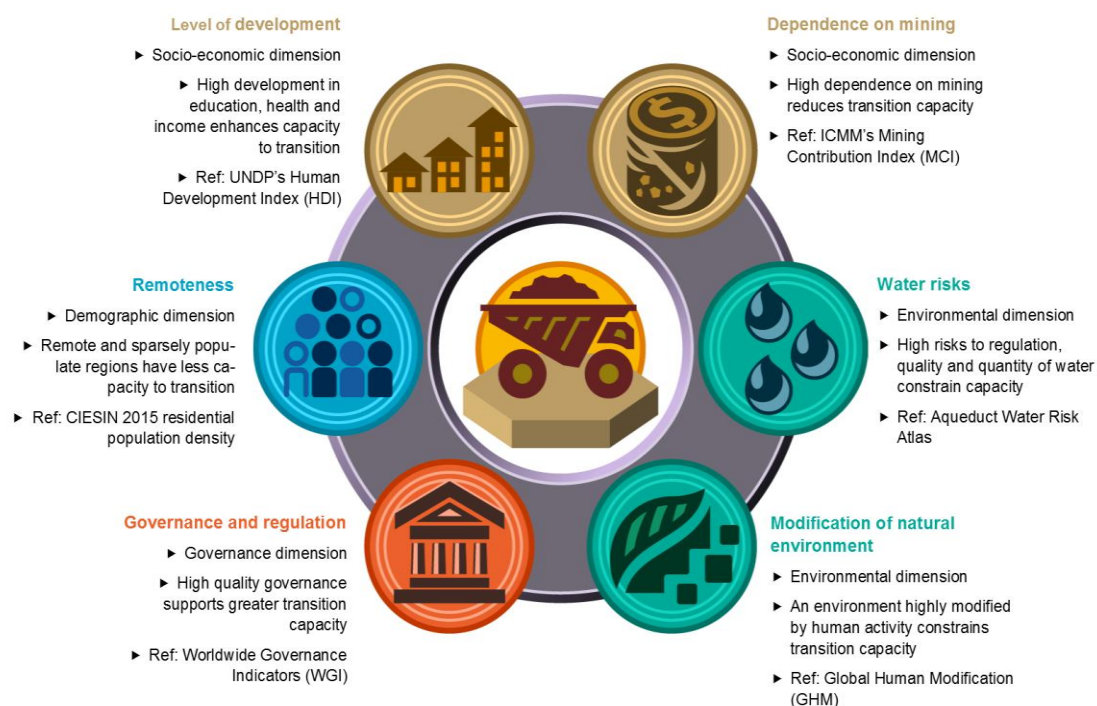 Level of development
► Socio-economic dimension
► High development in
education, health and
income enhances capacity
to transition
► Ref: UNDP's Human
Development Index (HDI)
Dependence on mining
► Socio-economic dimension
► High dependence on mining
reduces transition capacity
► Ref: ICMM's Mining
Contribution Index (MCI)
$
Remoteness
► Demographic dimension
► Remote and sparsely popu-
late regions have less ca-
pacity to transition
► Ref: CIESIN 2015 residential
population density
Water risks
► Environmental dimension
► High risks to regulation,
quality and quantity of water
constrain capacity
► Ref: Aqueduct Water Risk
Atlas
Governance and regulation
► Governance dimension
► High quality governance
supports greater transition
capacity
► Ref: Worldwide Governance
Indicators (WGI)
Modification of natural
environment
► Environmental dimension
► An environment highly modified
by human activity constrains
transition capacity
► Ref: Global Human Modification
(GHM)